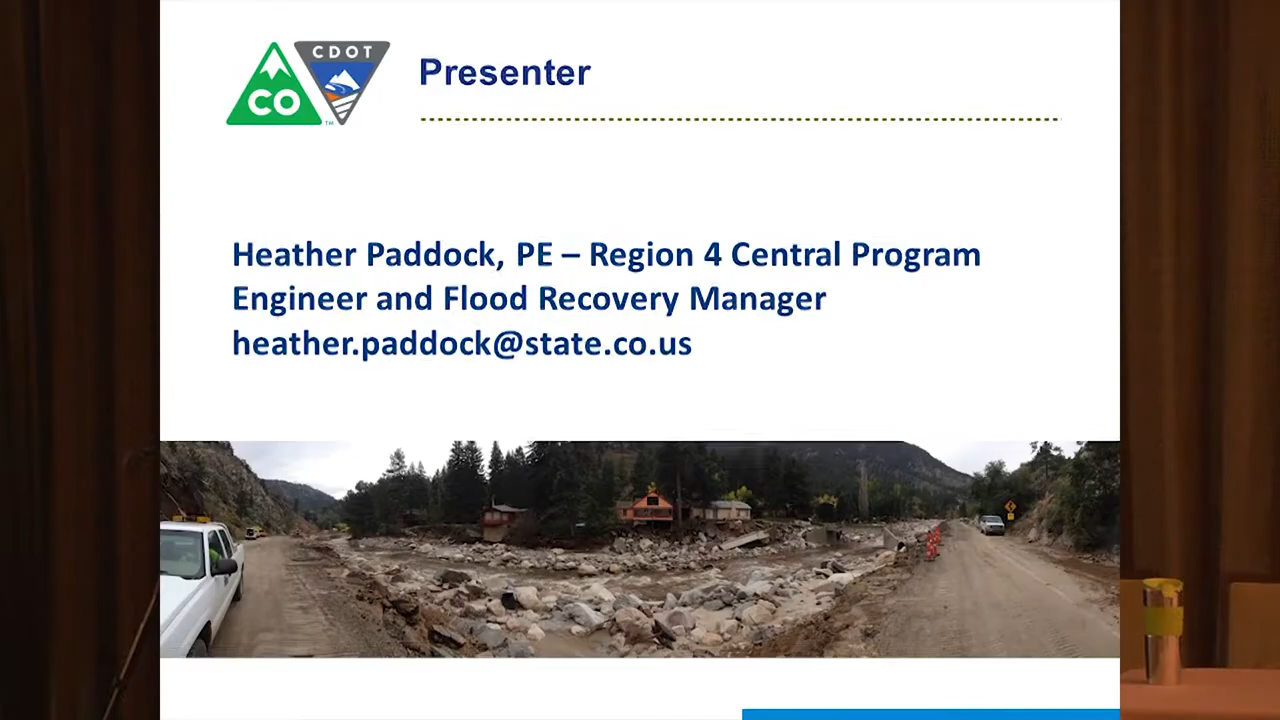 CDOT
CO
TM
Presenter
Heather Paddock, PE – Region 4 Central Program
Engineer and Flood Recovery Manager
heather.paddock@state.co.us